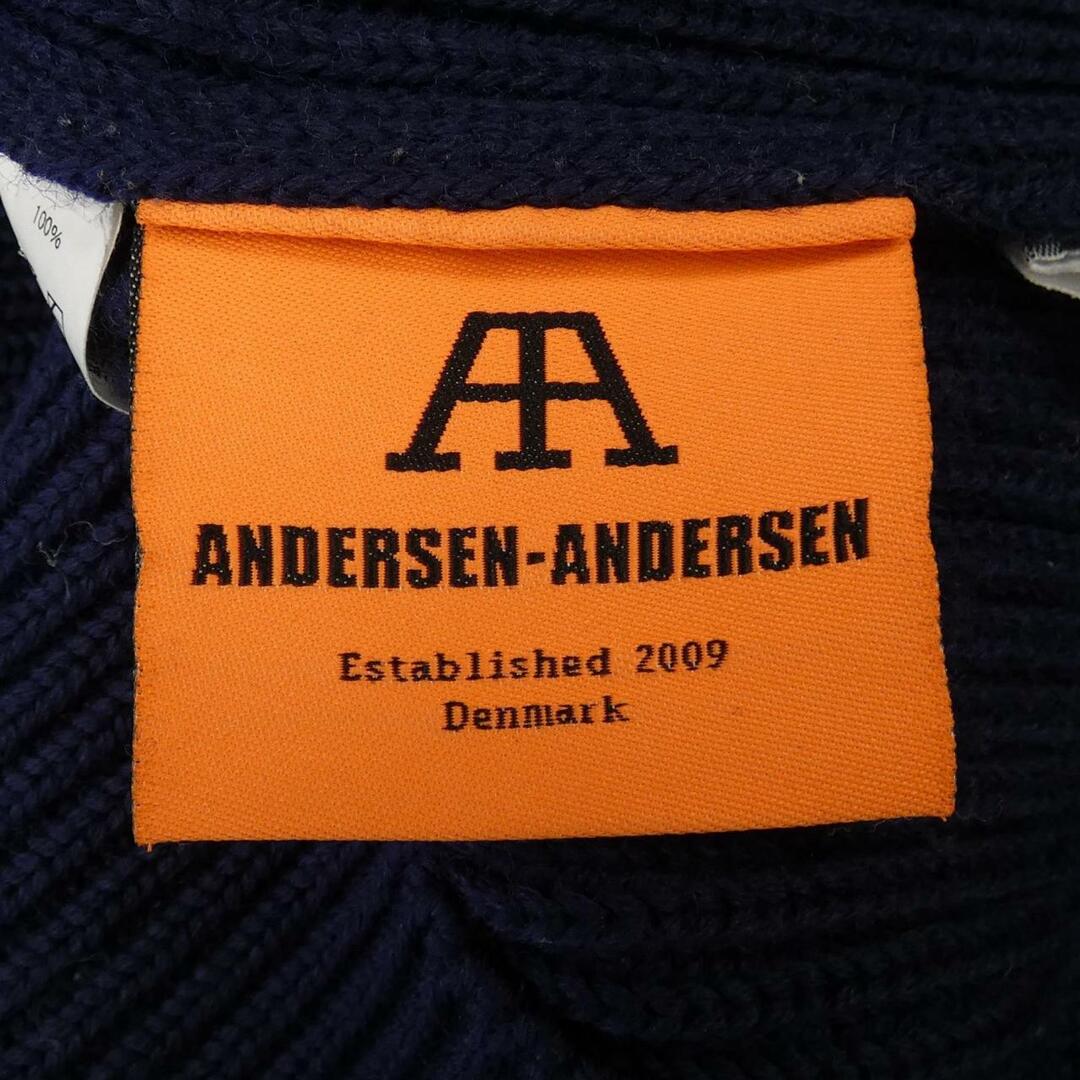 100%
ANDERSEN-ANDERSEN
Established 2009
Denmark